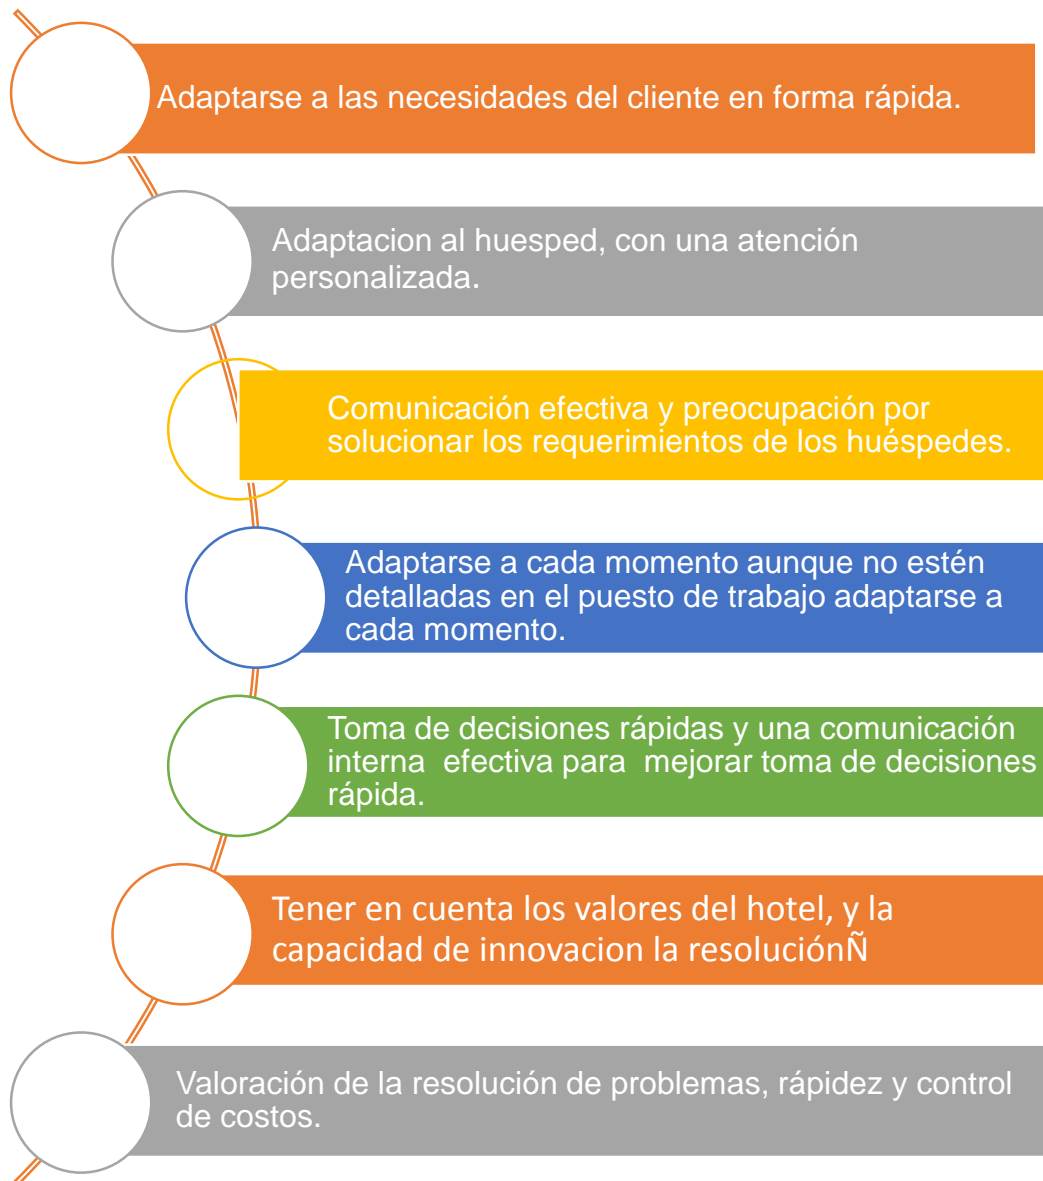 Adaptarse a las necesidades del cliente en forma rápida.
Adaptacion al huesped, con una atención
personalizada.
Comunicación efectiva y preocupación por
solucionar los requerimientos de los huéspedes.
Adaptarse a cada momento aunque no estén
detalladas en el puesto de trabajo adaptarse a
cada momento.
Toma de decisiones rápidas y una comunicación
interna  efectiva para  mejorar toma de decisiones
rápida.
Tener en cuenta los valores del hotel, y la
capacidad de innovacion la resoluciónÑ
Valoración de la resolución de problemas, rápidez y control
de costos.